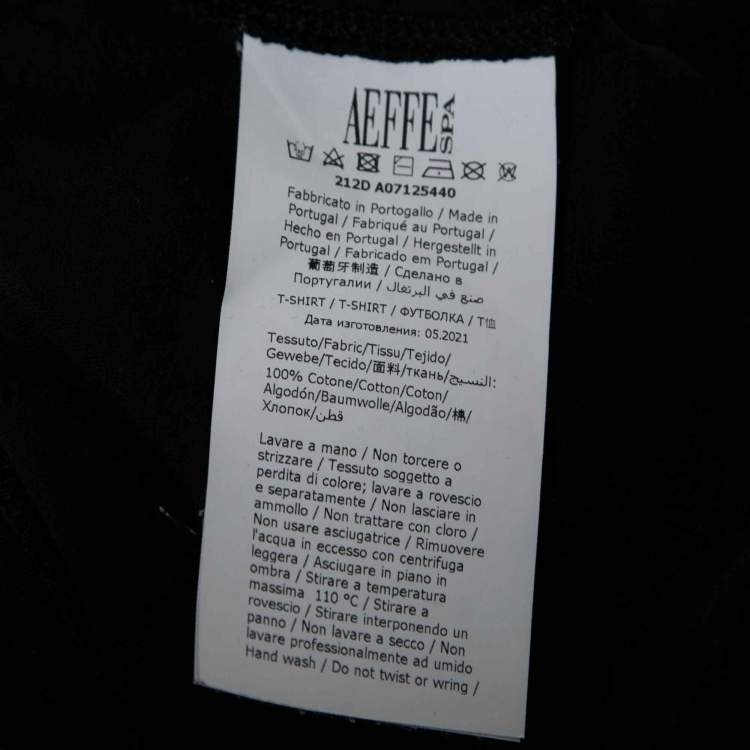 AEFFE SPA
212D A07125440
Fabbricato in Portogallo / Made in
Portugal / Fabriqué au Portugal /
Hecho en Portugal / Hergestellt in
Portugal / Fabricado em Portugal /
葡萄牙制造 / Сделано в
Португалии / صنع في البرتغال
T-SHIRT / T-SHIRT / ФУТБОЛКА / T恤
Дата изготовления: 05.2021
Tessuto/Fabric/Tissu/Tejido/
Gewebe/Tecido/面料/ткань/النسيج:
100% Cotone/Cotton/Coton/
Algodón/Baumwolle/Algodão/棉/
Хлопок/قطن
Lavare a mano / Non torcere o
strizzare / Tessuto soggetto a
perdita di colore; lavare a rovescio
e separatamente / Non lasciare in
ammollo / Non trattare con cloro /
Non usare asciugatrice / Rimuovere
l'acqua in eccesso con centrifuga
leggera / Asciugare in piano in
ombra / Stirare a temperatura
massima 110 °C / Stirare a
rovescio / Stirare interponendo un
panno / Non lavare a secco / Non
lavare professionalmente ad umido
Hand wash / Do not twist or wring /